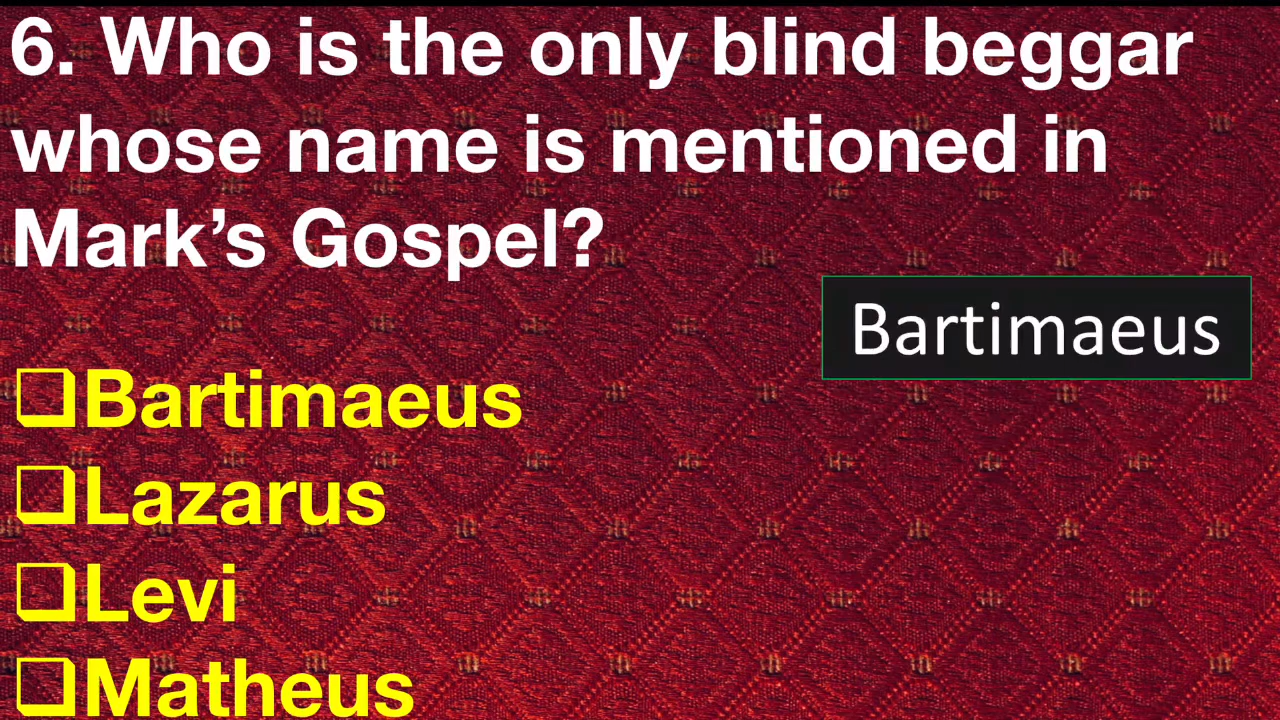 6. Who is the only blind beggar
whose name is mentioned in
Mark’s Gospel?
Bartimaeus
❑Bartimaeus
❑Lazarus
❑Levi
❑Matheus